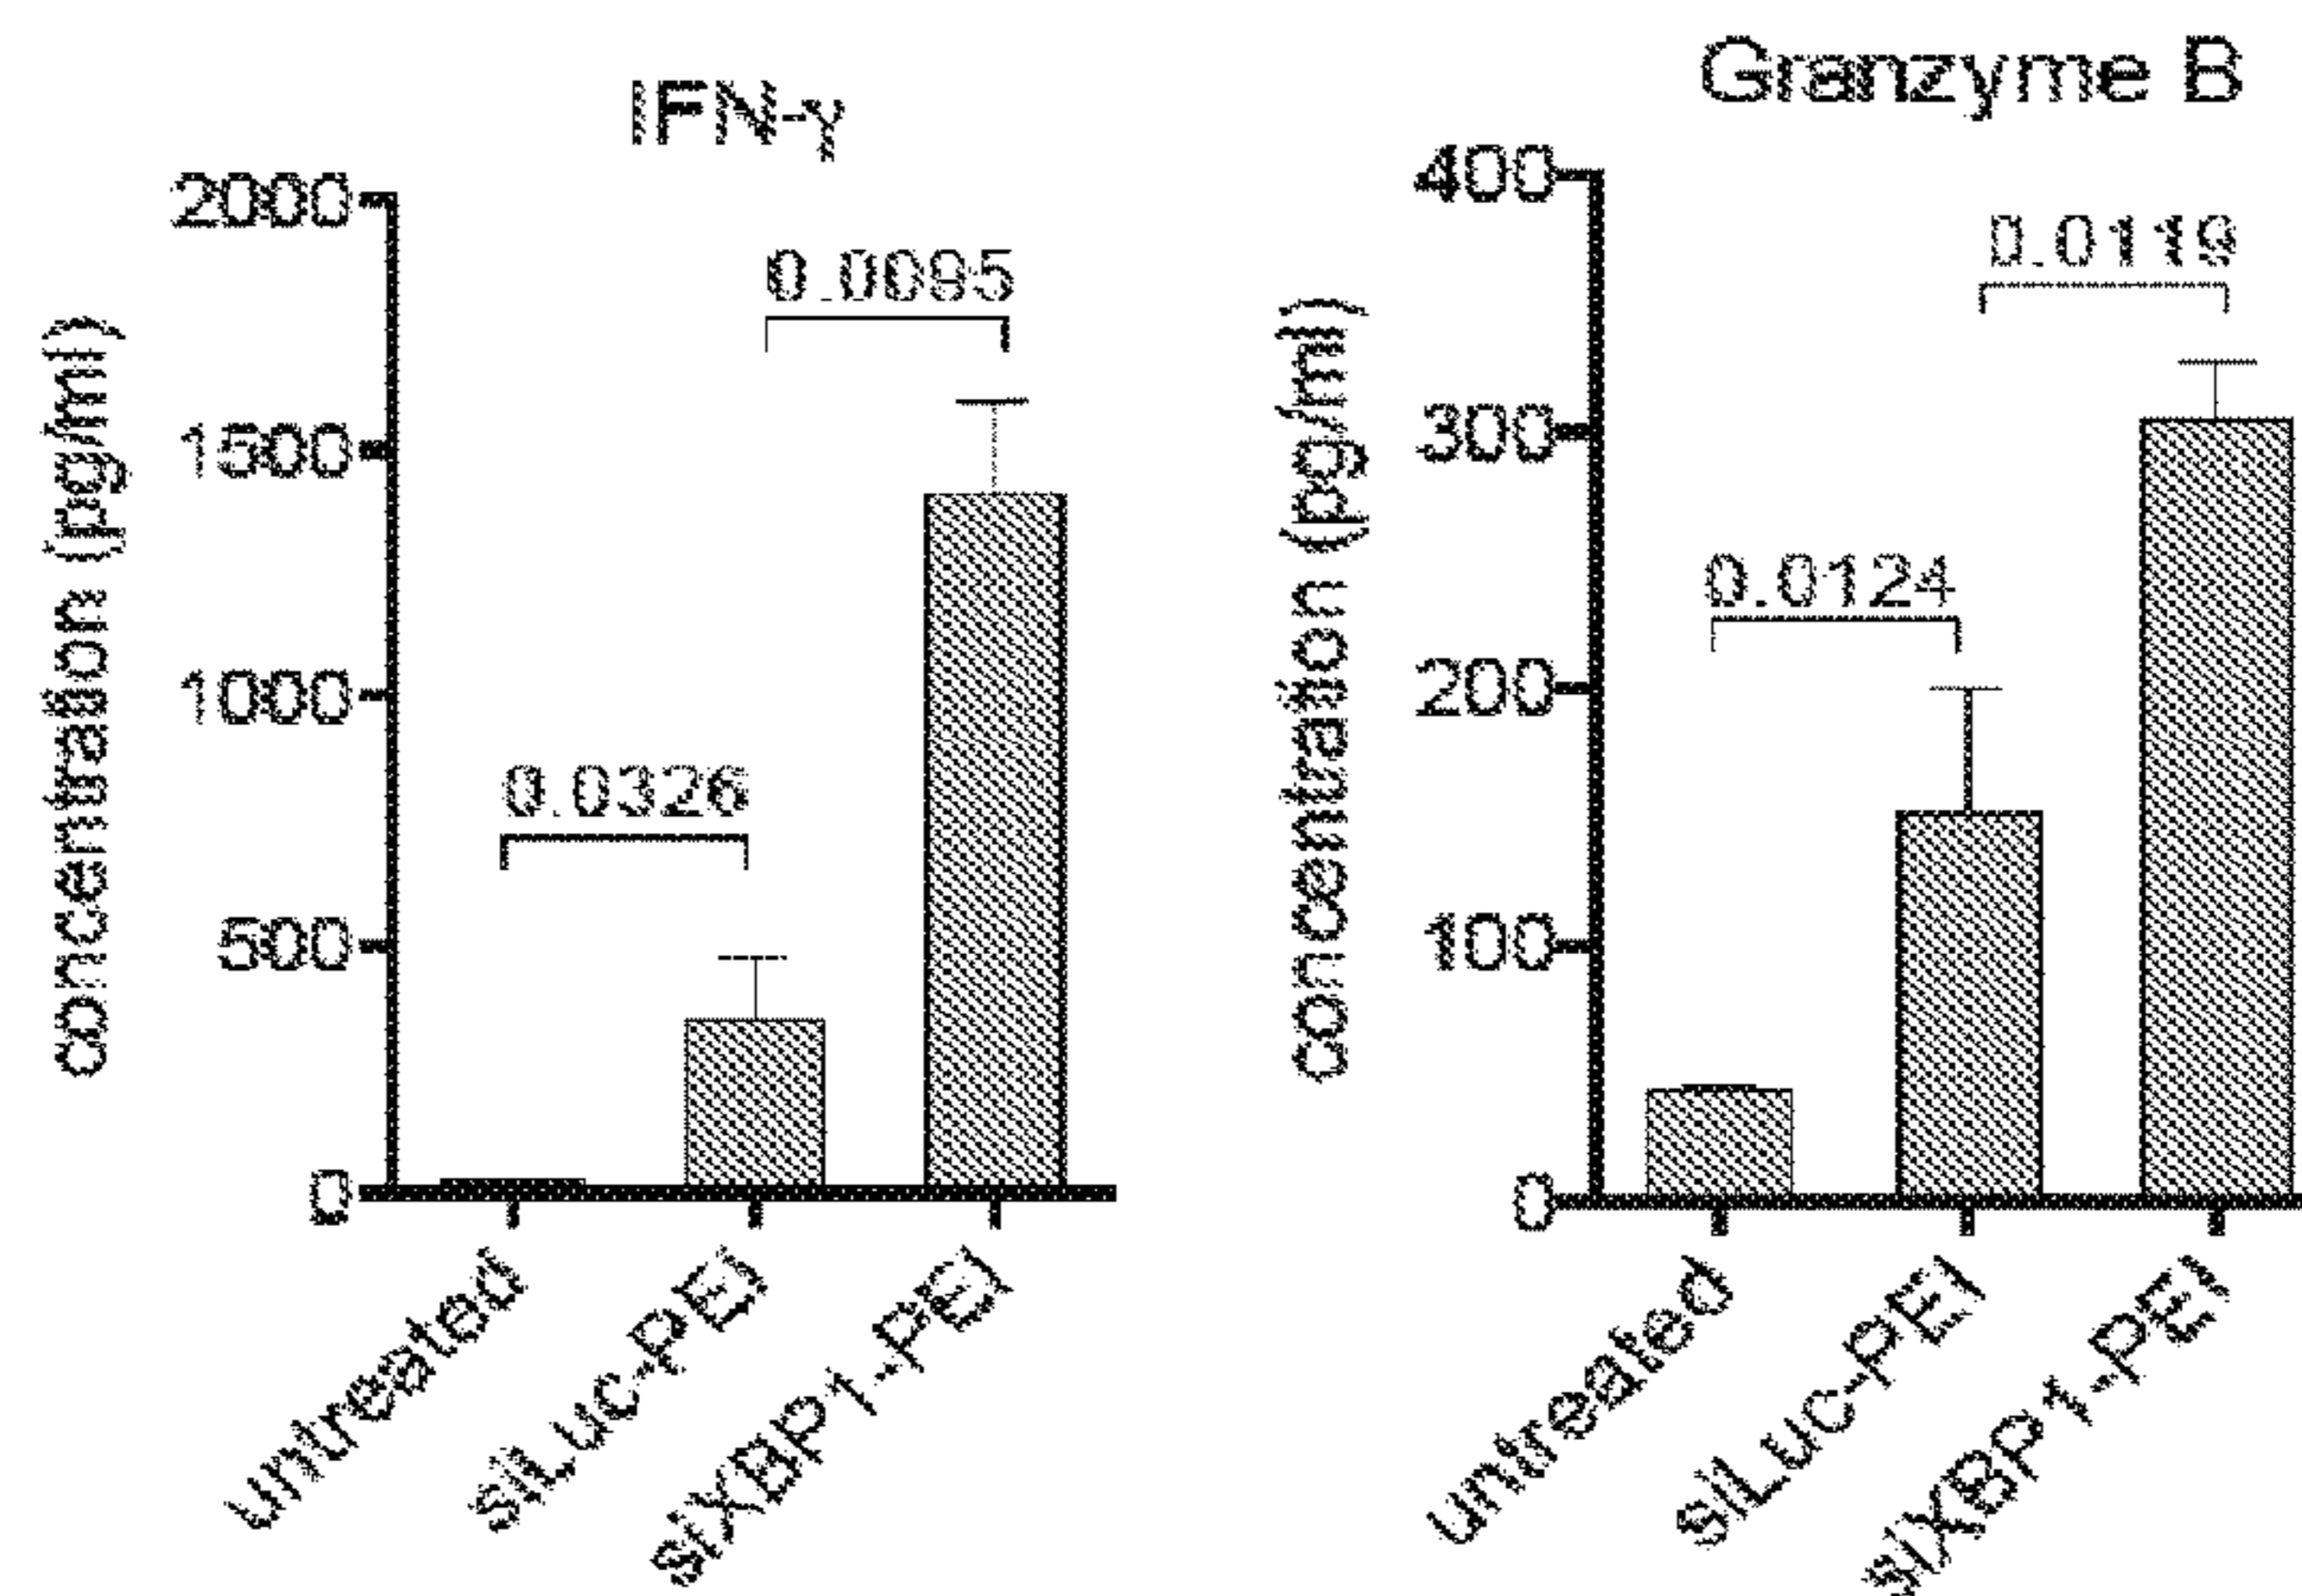 IFN-γ
concentration (pg/ml)
2000
1500
1000
500
0
0.0095
0.0326
untreated
siLuc-PEI
siXBP1-PEI
Granzyme B
concentration (pg/ml)
400
300
200
100
0
0.0119
0.0124
untreated
siLuc-PEI
siXBP1-PEI